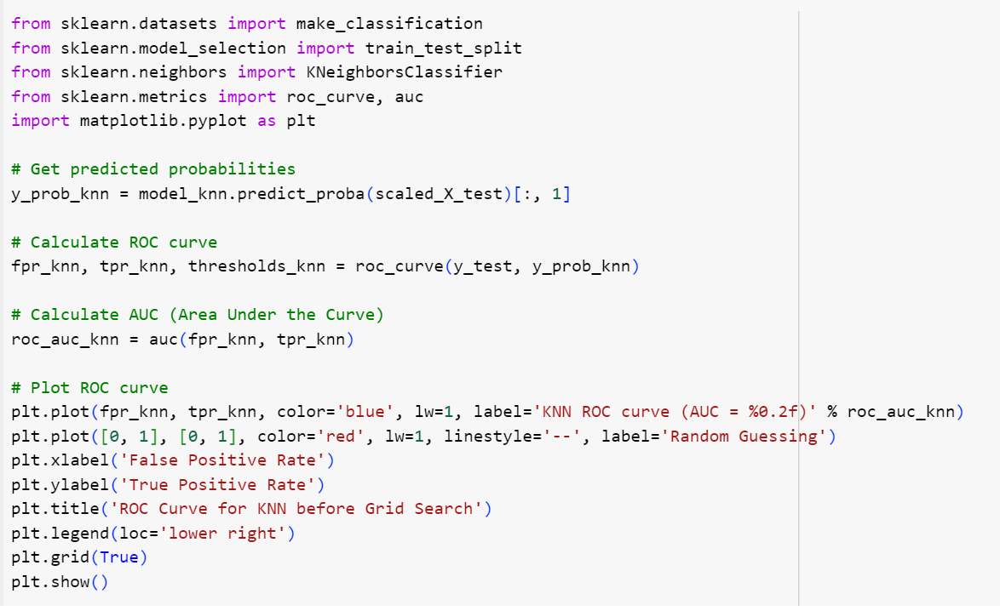 from sklearn.datasets import make_classification
from sklearn.model_selection import train_test_split
from sklearn.neighbors import KNeighborsClassifier
from sklearn.metrics import roc_curve, auc
import matplotlib.pyplot as plt
# Get predicted probabilities
y_prob_knn = model_knn.predict_proba(scaled_X_test)[:, 1]
# Calculate ROC curve
fpr_knn, tpr_knn, thresholds_knn = roc_curve(y_test, y_prob_knn)
# Calculate AUC (Area Under the Curve)
roc_auc_knn = auc(fpr_knn, tpr_knn)
# Plot ROC curve
plt.plot(fpr_knn, tpr_knn, color='blue', lw=1, label='KNN ROC curve (AUC = %0.2f)' % roc_auc_knn)
plt.plot([0, 1], [0, 1], color='red', lw=1, linestyle='--', label='Random Guessing')
plt.xlabel('False Positive Rate')
plt.ylabel('True Positive Rate')
plt.title('ROC Curve for KNN before Grid Search')
plt.legend(loc='lower right')
plt.grid(True)
plt.show()